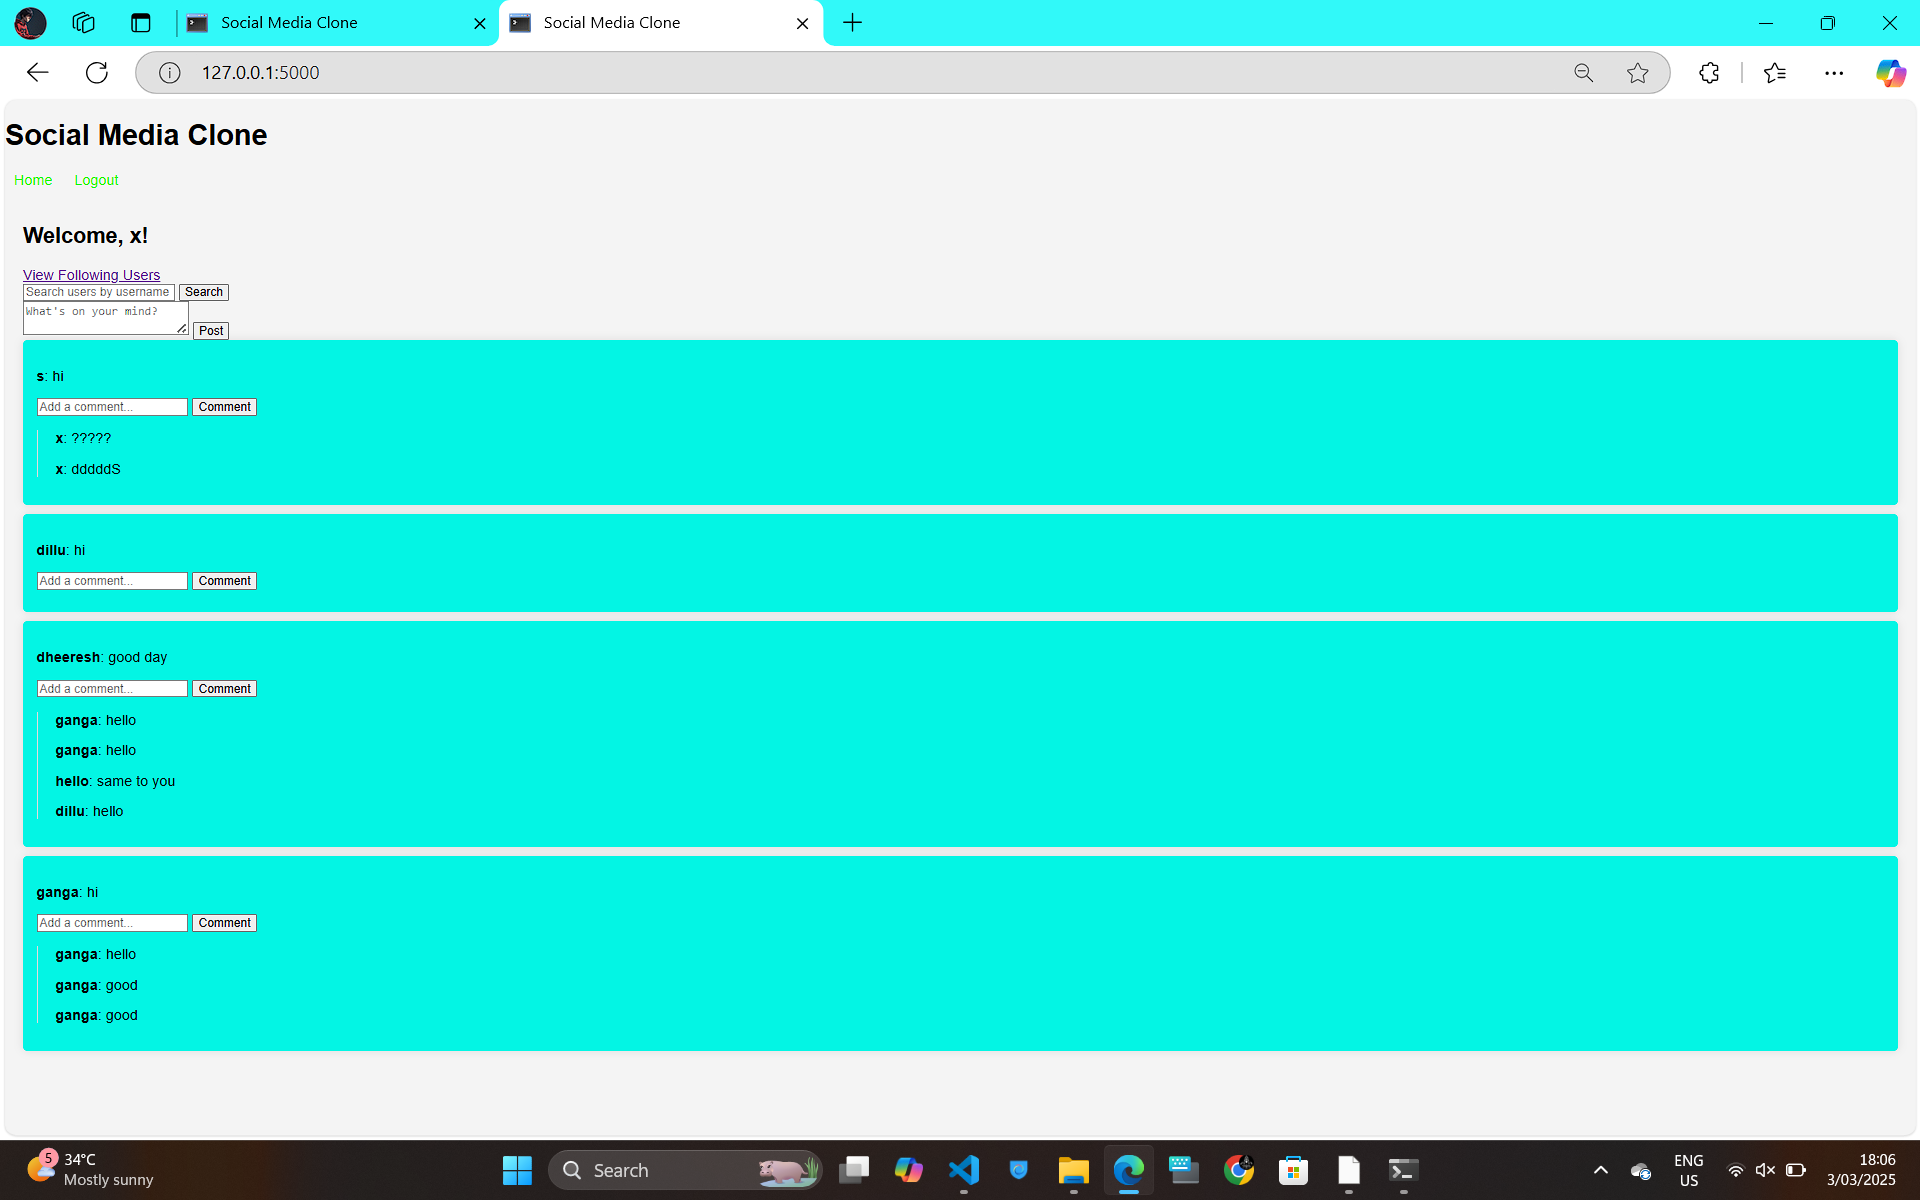 Social Media Clone
Social Media Clone
127.0.0.1:5000
Social Media Clone
Home Logout
Welcome, x!
View Following Users
Search users by username Search
What's on your mind? Post
s: hi
Add a comment... Comment
x: ?????
x: dddddS
dillu: hi
Add a comment... Comment
dheeresh: good day
Add a comment... Comment
ganga: hello
ganga: hello
hello: same to you
dillu: hello
ganga: hi
Add a comment... Comment
ganga: hello
ganga: good
ganga: good
5
34°C
Mostly sunny
Search
ENG
US
18:06
3/03/2025